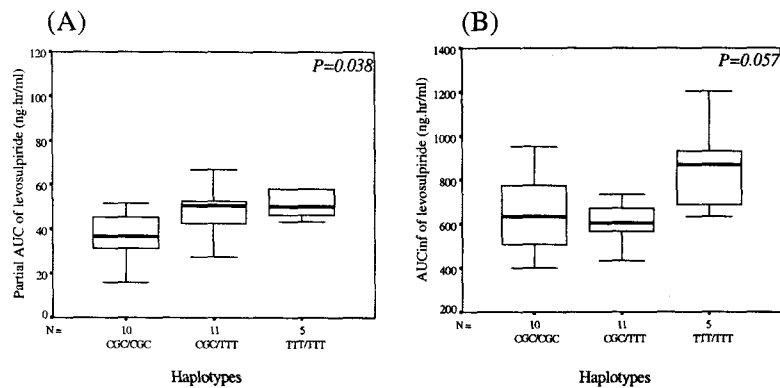 (A)
Partial AUC of levosulpiride (ng.hr/ml)
120
100
80
60
40
20
0
P=0.038
N =
10
11
5
CGC/CGC
CGC/TTT
TTT/TTT
Haplotypes
(B)
AUCinf of levosulpiride (ng.hr/ml)
1400
1200
1000
800
600
400
200
P=0.057
N =
10
11
5
CGC/CGC
CGC/TTT
TTT/TTT
Haplotypes